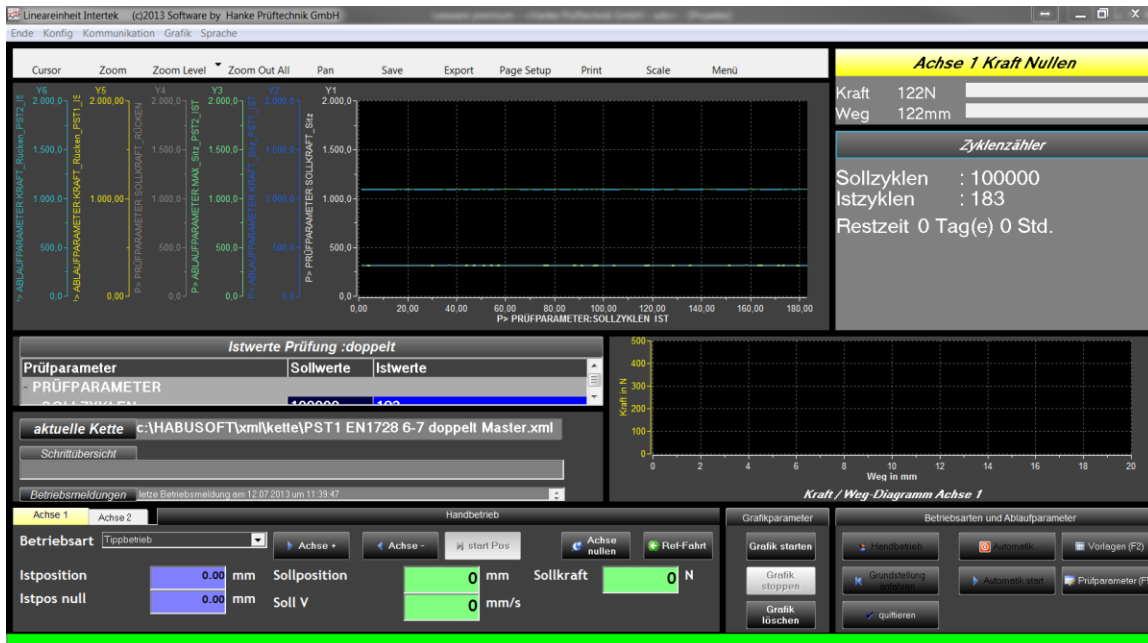 Lineareinheit Intertek (c)2013 Software by Hanke Prüftechnik GmbH
Ende Konfig Kommunikation Grafik Sprache
Cursor Zoom Zoom Level Zoom Out All Pan Save Export Page Setup Print Scale Menü
Achse 1 Kraft Nullen
Kraft 122N
Weg 122mm
Zyklenzähler
Sollzyklen : 100000
Istzyklen : 183
Restzeit 0 Tag(e) 0 Std.
Y6 Y5 Y4 Y3 Y2 Y1
2.000,0 2.000,00 2.000,0 2.000,0 2.000,0 2.000,0
1.500,0 1.500,0 1.500,0 1.500,0 1.500,0
1.000,0 1.000,00 1.000,0 1.000,0 1.000,0 1.000,0
500,0 500,0 500,0 500,0 500,0
0,0 0,00 0,0 0,0 0,0 0,0
ABLAUFPARAMETER:KRAFT_Rücken_PST2_IST
ABLAUFPARAMETER:KRAFT_Rücken_PST1_IS
P> PRÜFPARAMETER:SOLLKRAFT_RÜCKEN
P> ABLAUFPARAMETER:MAX_Sitz_PST2_IST
P> ABLAUFPARAMETER:KRAFT_Sitz_PST1_IST
P> PRÜFPARAMETER:SOLLKRAFT_Sitz
0,00 20,00 40,00 60,00 80,00 100,00 120,00 140,00 160,00 180,00
P> PRÜFPARAMETER:SOLLZYKLEN IST
Istwerte Prüfung :doppelt
Prüfparameter Sollwerte Istwerte
- PRÜFPARAMETER
SOLLZYKLEN 100000 183
aktuelle Kette c:\HABUSOFT\xml\kette\PST1 EN1728 6-7 doppelt Master.xml
Schrittübersicht
Betriebsmeldungen letze Betriebsmeldung am 12.07.2013 um 11:39:47
500
400
300
200
100
0
Kraft in N
0 2 4 6 8 10 12 14 16 18 20
Weg in mm
Kraft / Weg-Diagramm Achse 1
Achse 1 Achse 2 Handbetrieb
Betriebsart Tippbetrieb Achse + Achse - start Pos Achse nullen Ref-Fahrt
Istposition 0.00 mm Sollposition 0 mm Sollkraft 0 N
Istpos null 0.00 mm Soll V 0 mm/s
Grafikparameter
Grafik starten
Grafik stoppen
Grafik löschen
Betriebsarten und Ablaufparameter
Handbetrieb Automatik Vorlagen (F2)
Grundstellung anfahren Automatik start Prüfparameter (F
quittieren